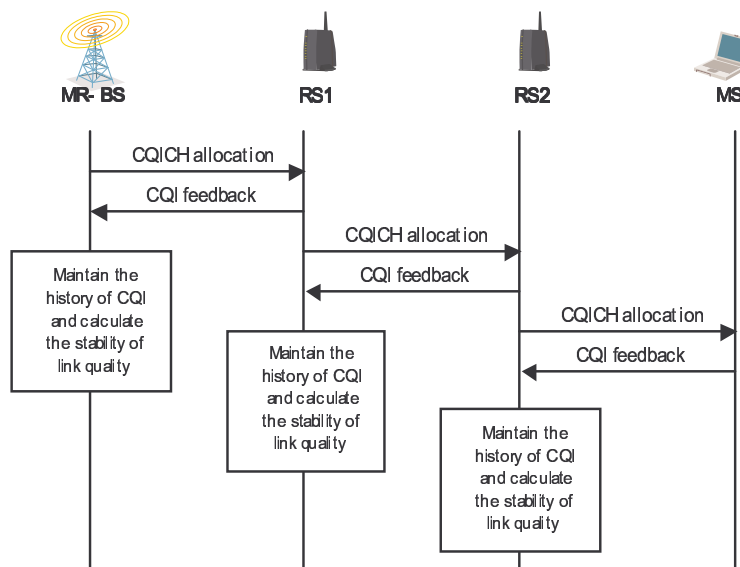 MR- BS
RS1
RS2
MS
CQICH allocation
CQI feedback
CQICH allocation
CQI feedback
Maintain the
history of CQI
and calculate
the stability of
link quality
CQICH allocation
CQI feedback
Maintain the
history of CQI
and calculate
the stability of
link quality
Maintain the
history of CQI
and calculate
the stability of
link quality